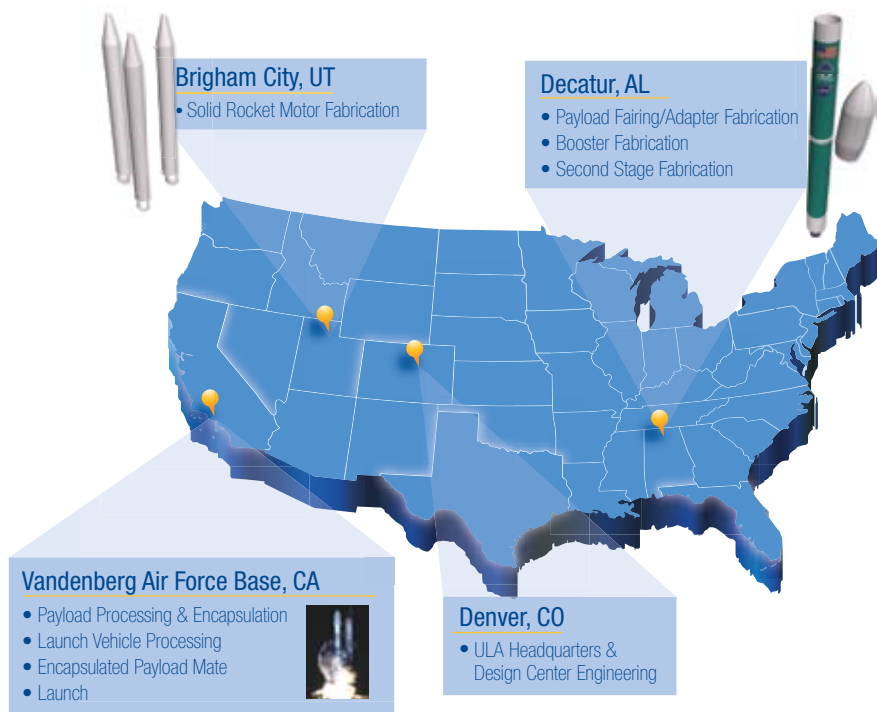 Brigham City, UT
• Solid Rocket Motor Fabrication
Decatur, AL
• Payload Fairing/Adapter Fabrication
• Booster Fabrication
• Second Stage Fabrication
Vandenberg Air Force Base, CA
• Payload Processing & Encapsulation
• Launch Vehicle Processing
• Encapsulated Payload Mate
• Launch
Denver, CO
• ULA Headquarters &
Design Center Engineering